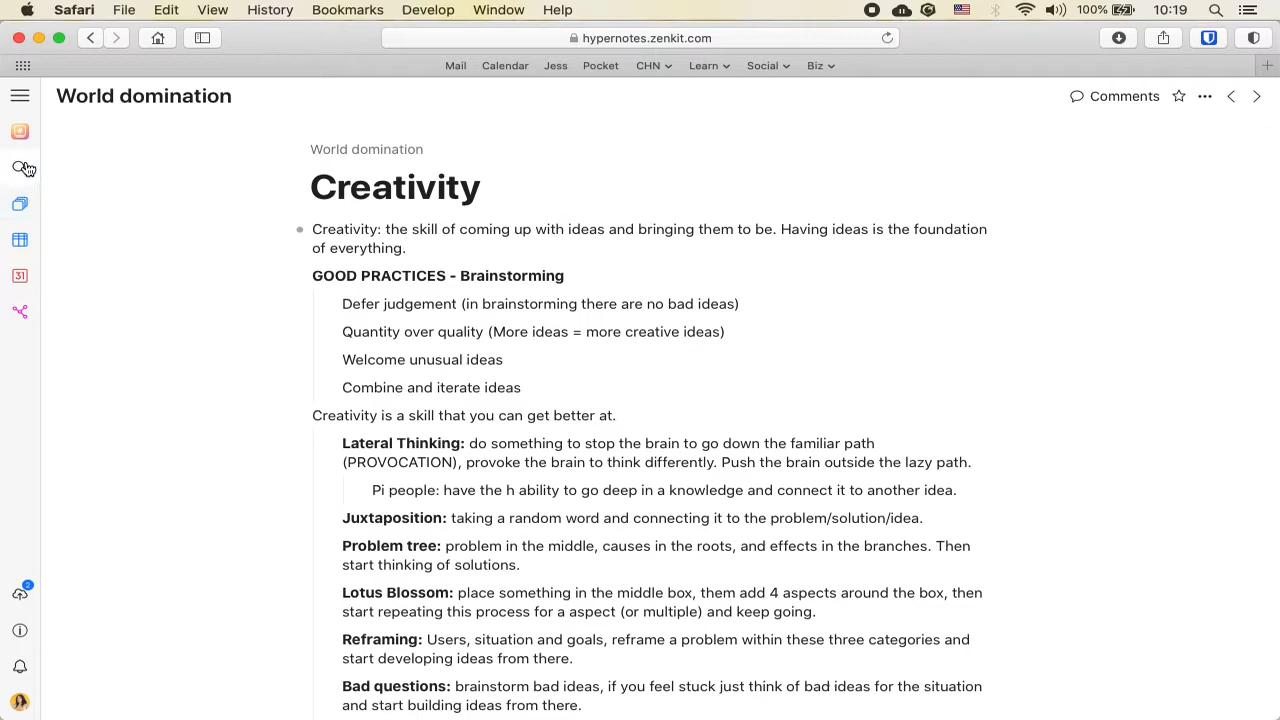 Safari File Edit View History Bookmarks Develop Window Help 100% 10:19
hypernotes.zenkit.com
Mail Calendar Jess Pocket CHN Learn Social Biz
World domination
Comments
31
2
World domination
Creativity
Creativity: the skill of coming up with ideas and bringing them to be. Having ideas is the foundation
of everything.
GOOD PRACTICES - Brainstorming
Defer judgement (in brainstorming there are no bad ideas)
Quantity over quality (More ideas = more creative ideas)
Welcome unusual ideas
Combine and iterate ideas
Creativity is a skill that you can get better at.
Lateral Thinking: do something to stop the brain to go down the familiar path
(PROVOCATION), provoke the brain to think differently. Push the brain outside the lazy path.
Pi people: have the h ability to go deep in a knowledge and connect it to another idea.
Juxtaposition: taking a random word and connecting it to the problem/solution/idea.
Problem tree: problem in the middle, causes in the roots, and effects in the branches. Then
start thinking of solutions.
Lotus Blossom: place something in the middle box, them add 4 aspects around the box, then
start repeating this process for a aspect (or multiple) and keep going.
Reframing: Users, situation and goals, reframe a problem within these three categories and
start developing ideas from there.
Bad questions: brainstorm bad ideas, if you feel stuck just think of bad ideas for the situation
and start building ideas from there.